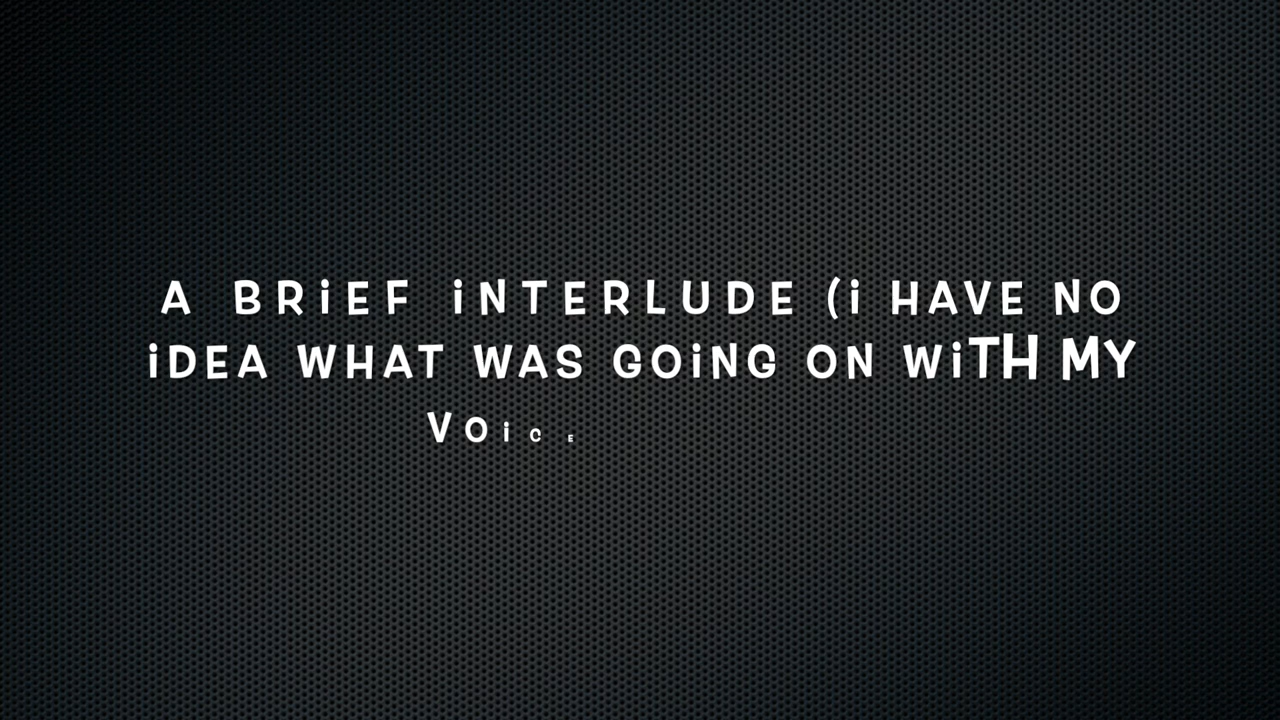 A BRiEF iNTERLUDE (i HAVE NO
iDEA WHAT WAS GOiNG ON WiTH MY
VOiCE